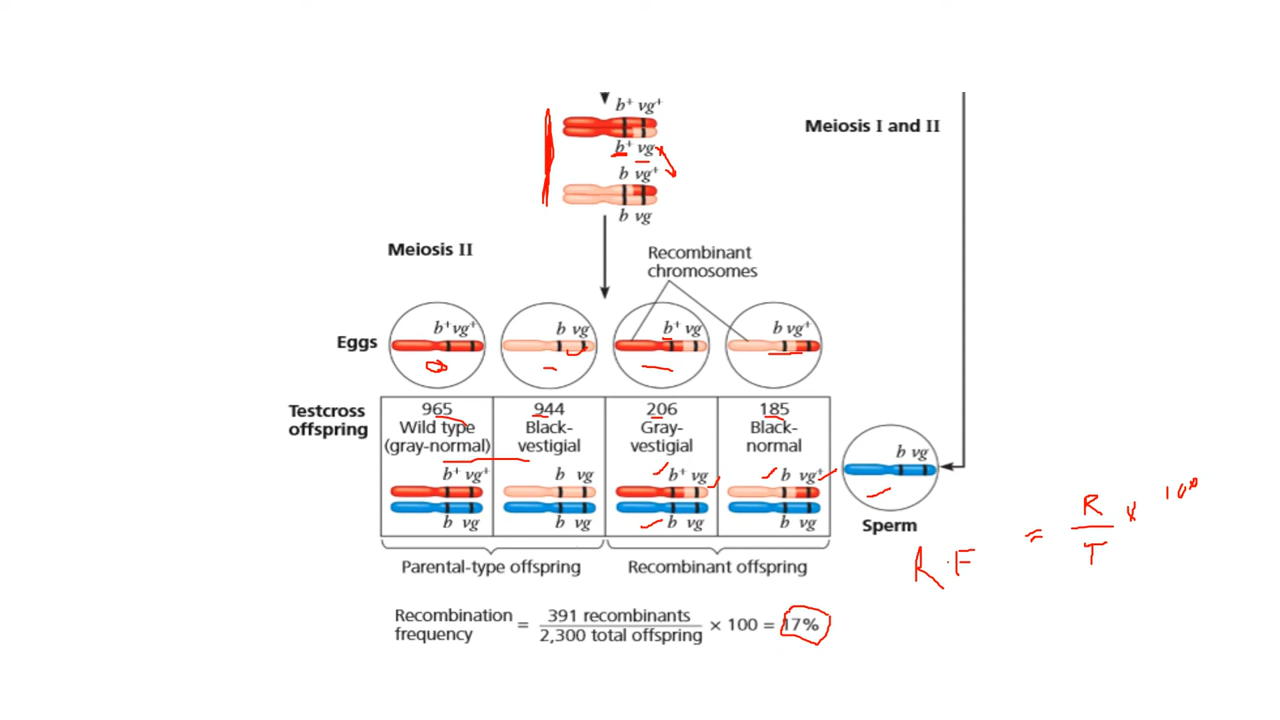 b⁺ vg⁺
Meiosis I and II
b⁺ vg
b vg⁺
b vg
Meiosis II
Recombinant
chromosomes
Eggs
b⁺vg⁺
b vg
b⁺ vg
b vg⁺
Testcross
offspring
965
Wild type
(gray-normal)
944
Black-
vestigial
206
Gray-
vestigial
185
Black-
normal
b⁺ vg⁺
b vg
b⁺ vg
b vg⁺
b vg
b vg
b vg
b vg
b vg
Sperm
R.F = R/T × 100
Parental-type offspring
Recombinant offspring
Recombination
frequency
= 391 recombinants / 2,300 total offspring × 100 = 17%